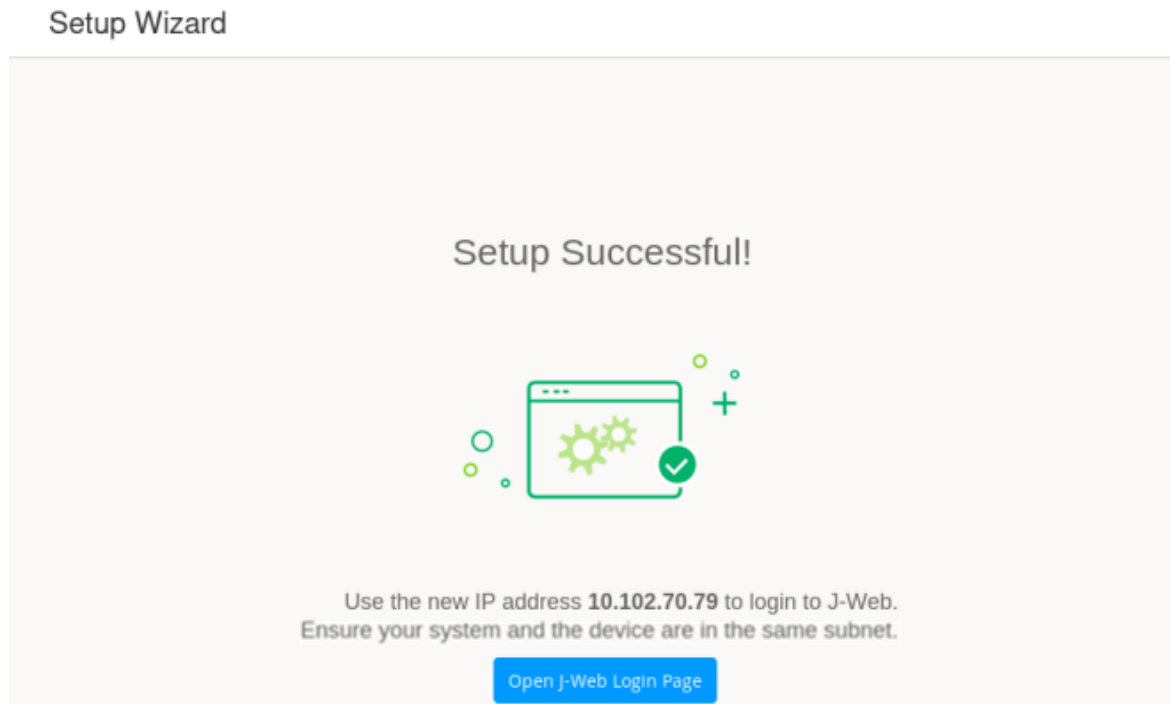 Setup Wizard
Setup Successful!
Use the new IP address 10.102.70.79 to login to J-Web.
Ensure your system and the device are in the same subnet.
Open J-Web Login Page